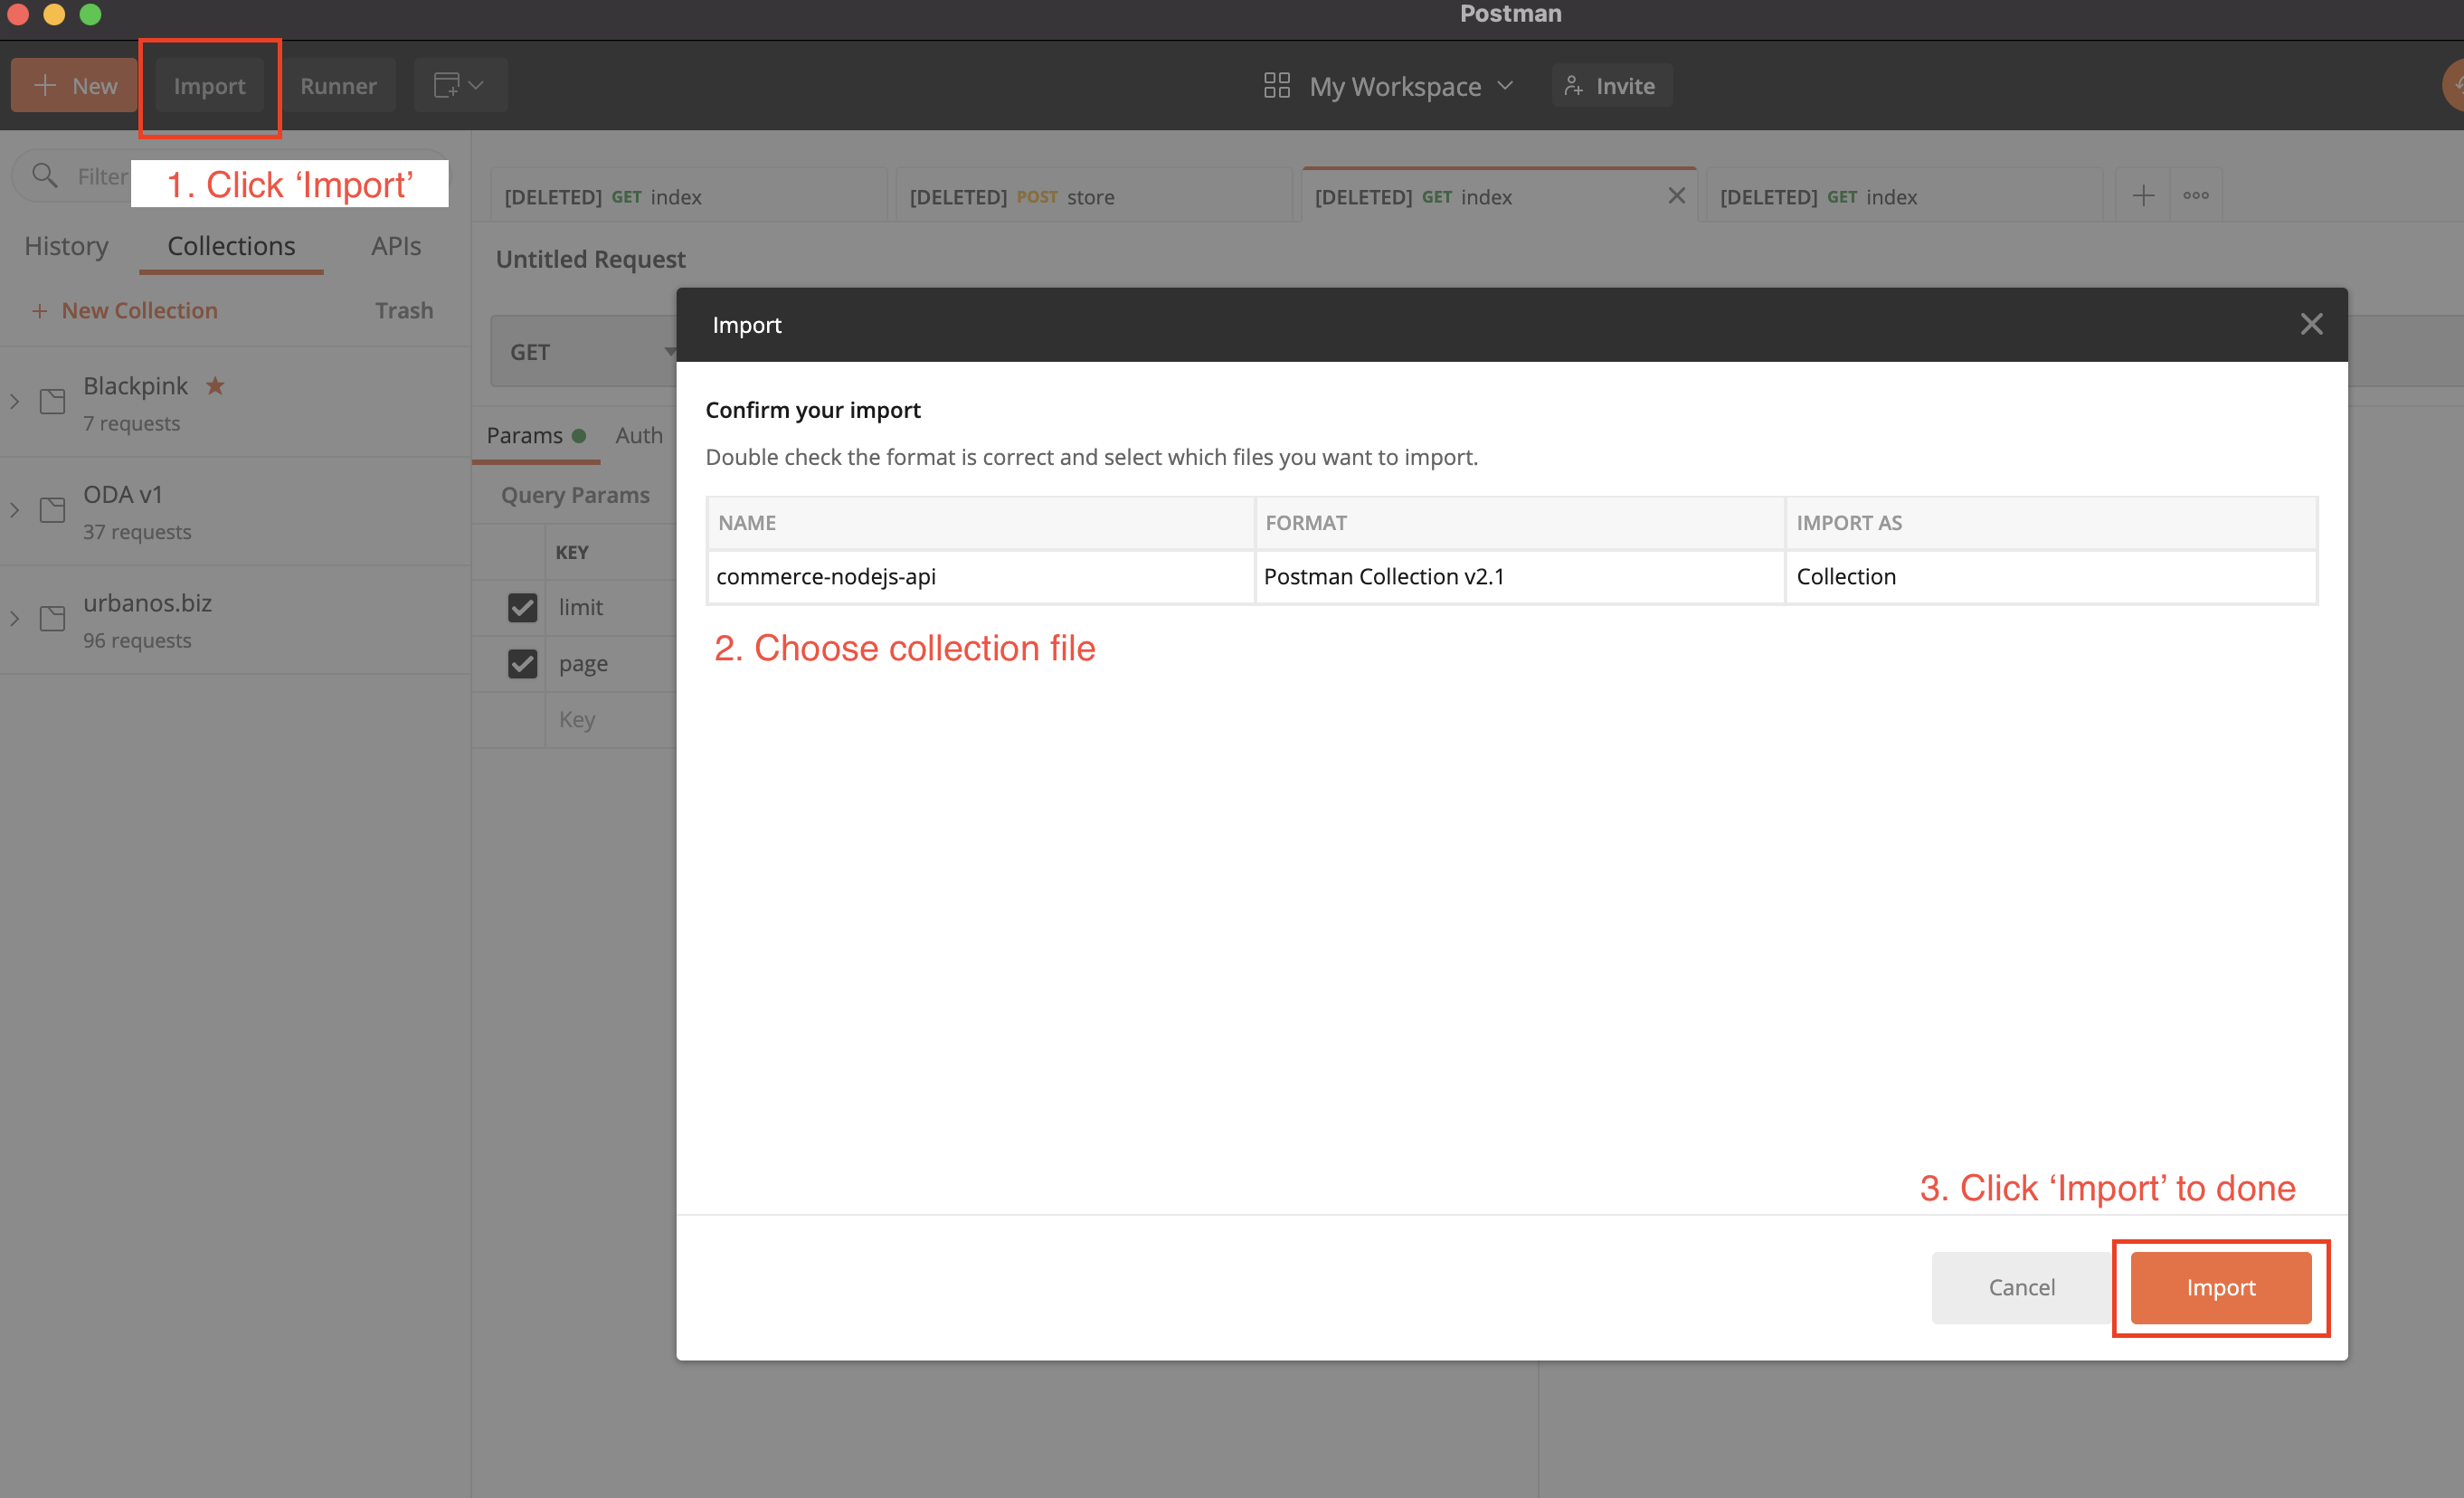 Postman
New
Import
Runner
My Workspace
Invite
Filter
1. Click ‘Import’
History
Collections
APIs
+ New Collection
Trash
Blackpink
7 requests
ODA v1
37 requests
urbanos.biz
96 requests
[DELETED] GET index
[DELETED] POST store
[DELETED] GET index
[DELETED] GET index
Untitled Request
GET
Params
Auth
Query Params
KEY
limit
page
Key
Import
Confirm your import
Double check the format is correct and select which files you want to import.
NAME FORMAT IMPORT AS
commerce-nodejs-api Postman Collection v2.1 Collection
2. Choose collection file
3. Click ‘Import’ to done
Cancel
Import